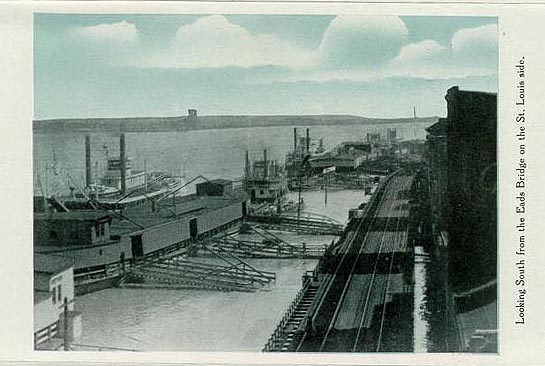 Looking South from the Eads Bridge on the St. Louis side.